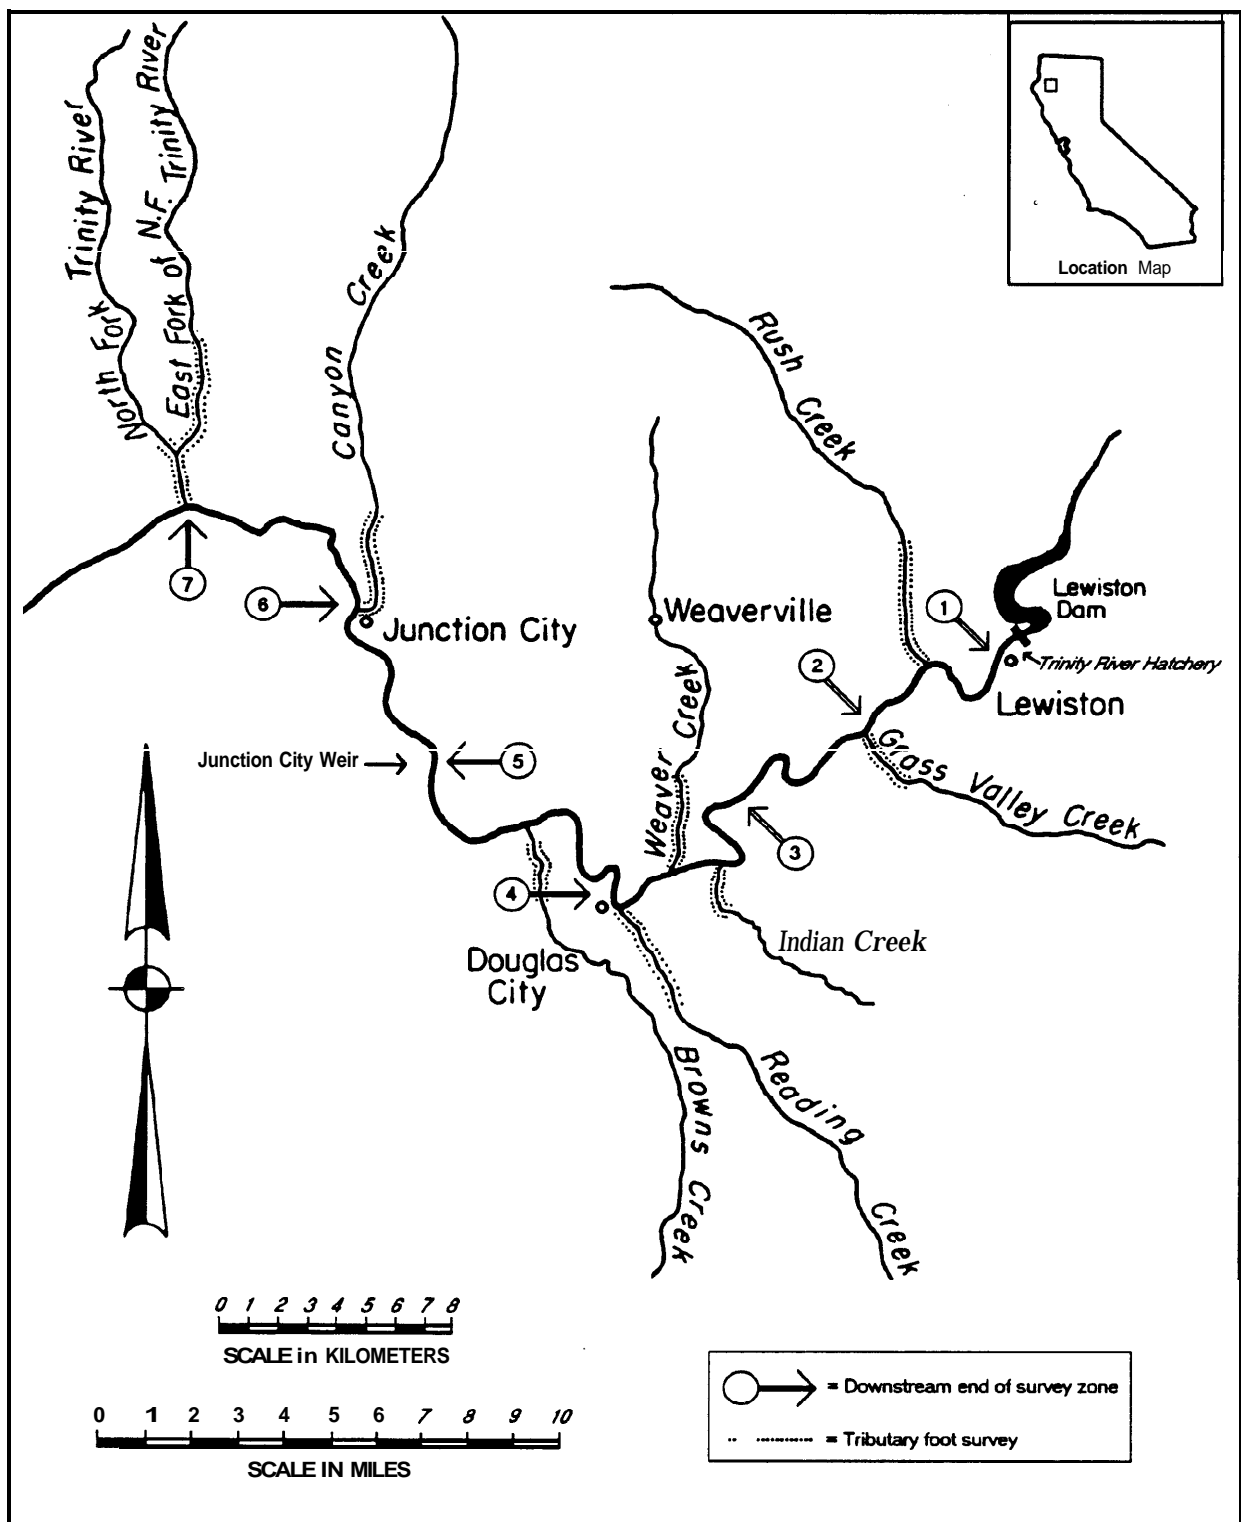 Location Map
North Fork Trinity River
East Fork of N.F. Trinity River
Canyon Creek
Rush Creek
Lewiston
Dam
1
Trinity River Hatchery
Lewiston
2
Weaverville
7
6
Junction City
Weaver Creek
Grass Valley Creek
Junction City Weir
5
3
4
Indian Creek
Douglas
City
Browns Creek
Reading Creek
0 1 2 3 4 5 6 7 8
SCALE in KILOMETERS
0 1 2 3 4 5 6 7 8 9 10
SCALE IN MILES
= Downstream end of survey zone
= Tributary foot survey